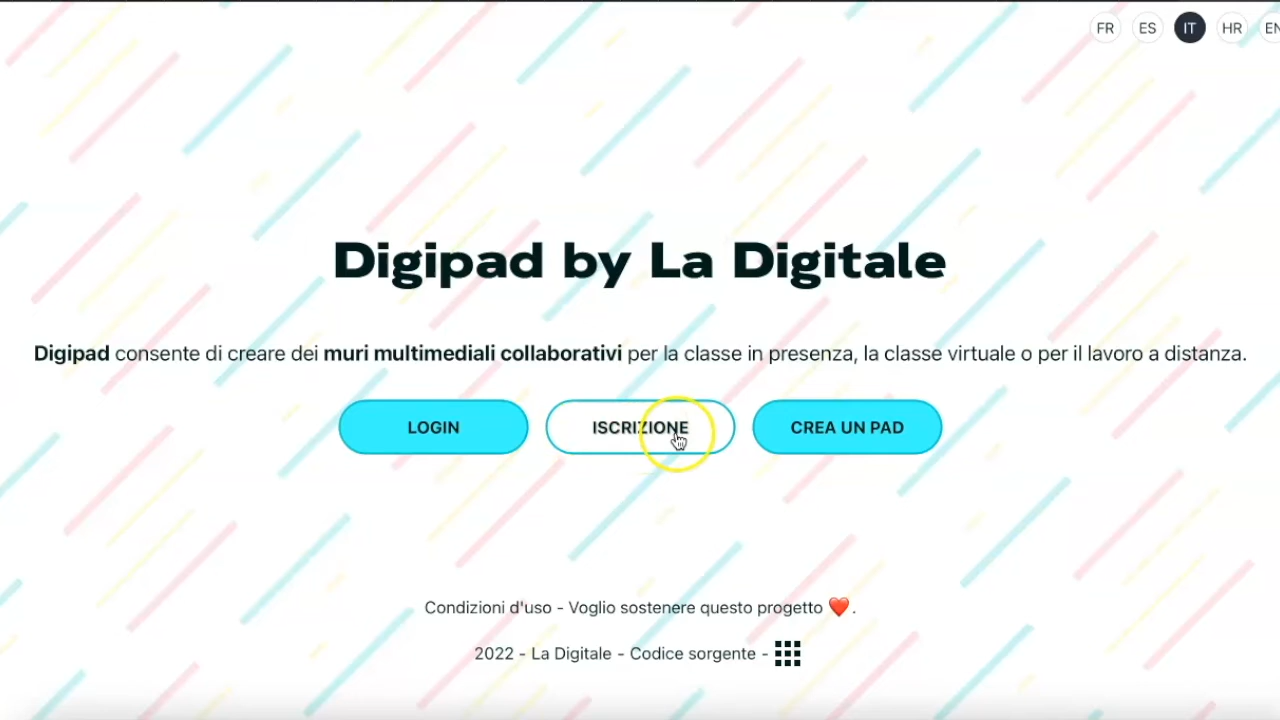 FR ES IT HR EN
Digipad by La Digitale
Digipad consente di creare dei muri multimediali collaborativi per la classe in presenza, la classe virtuale o per il lavoro a distanza.
LOGIN ISCRIZIONE CREA UN PAD
Condizioni d'uso - Voglio sostenere questo progetto ❤️.
2022 - La Digitale - Codice sorgente -